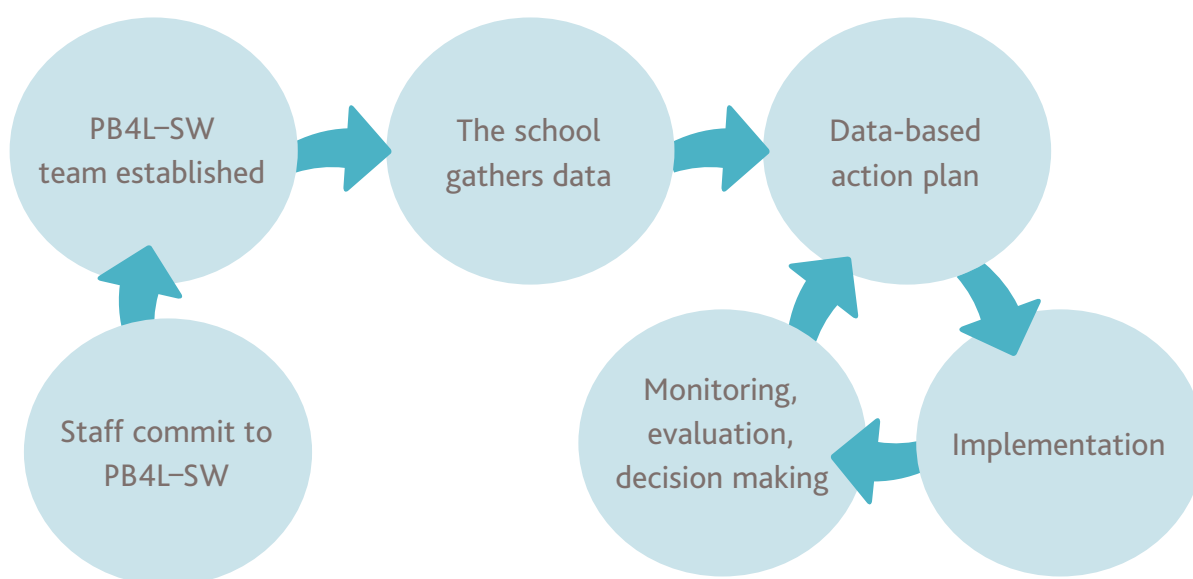 PB4L–SW
team established
The school
gathers data
Data-based
action plan
Staff commit to
PB4L–SW
Monitoring,
evaluation,
decision making
Implementation